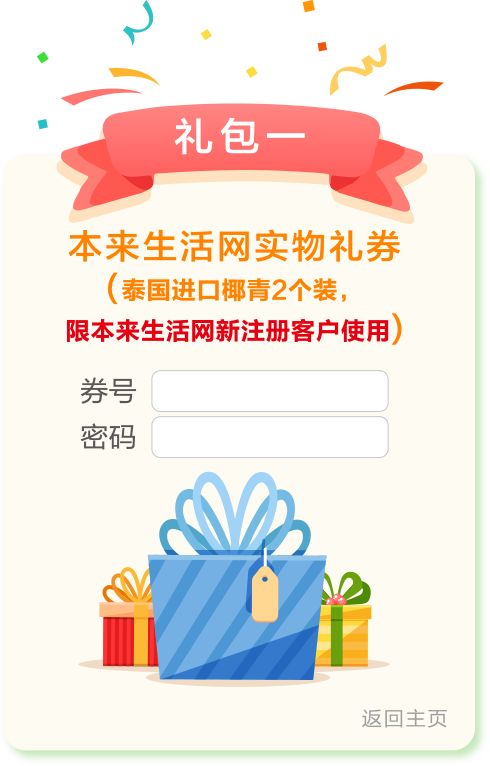 礼包一
本来生活网实物礼券
（泰国进口椰青2个装，
限本来生活网新注册客户使用）
券号
密码
返回主页